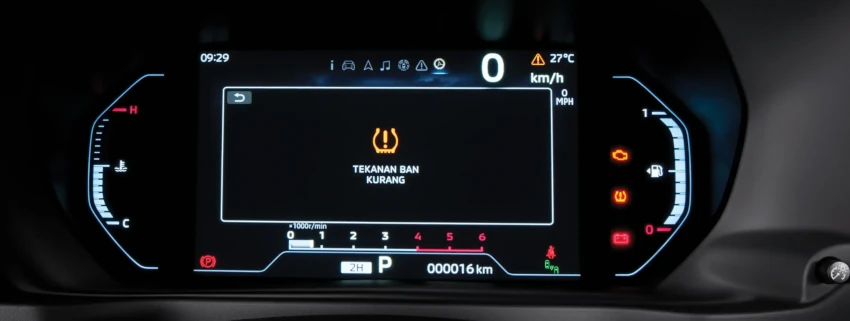 09:29
0
27°C
km/h
0
MPH
H
C
TEKANAN BAN
KURANG
1
0
×1000r/min
0 1 2 3 4 5 6
2H P 000016 km